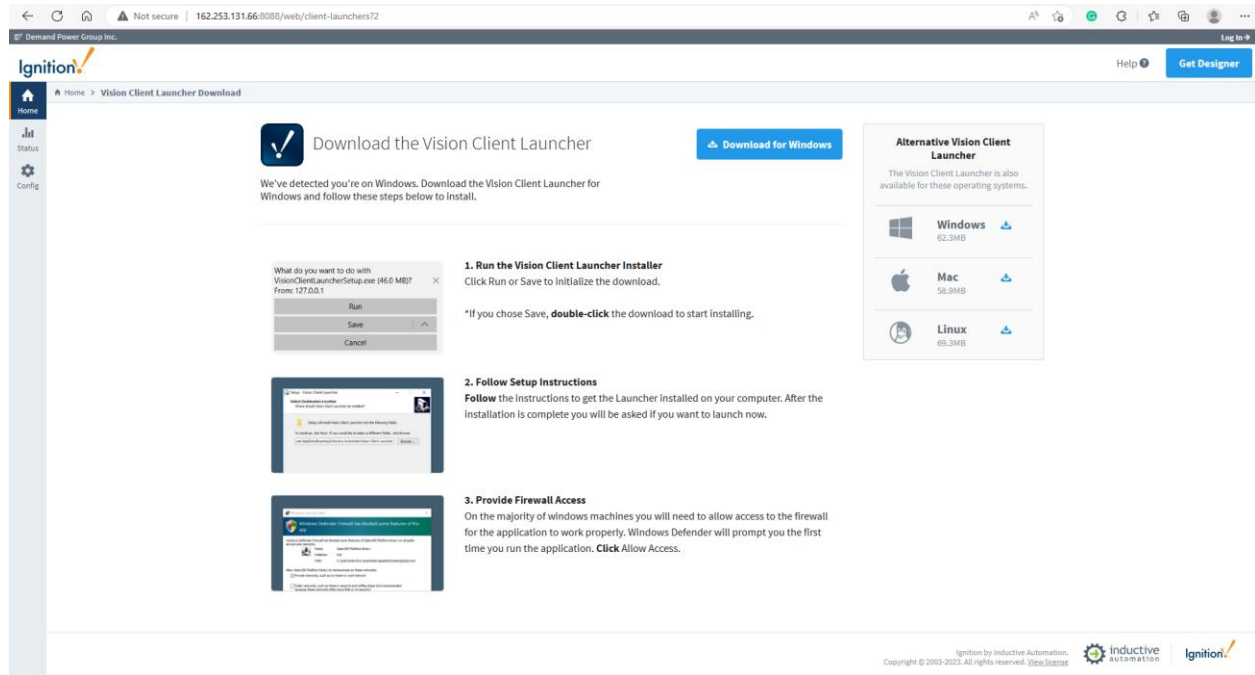 Not secure | 162.253.131.66:8088/web/client-launchers?2
Demand Power Group Inc.
Log In
Ignition!
Help
Get Designer
Home
Status
Config
Home > Vision Client Launcher Download
Download the Vision Client Launcher
Download for Windows
We've detected you're on Windows. Download the Vision Client Launcher for
Windows and follow these steps below to install.
What do you want to do with
VisionClientLauncherSetup.exe (46.0 MB)?
From: 127.0.0.1
Run
Save
Cancel
1. Run the Vision Client Launcher Installer
Click Run or Save to initialize the download.
*If you chose Save, double-click the download to start installing.
2. Follow Setup Instructions
Follow the instructions to get the Launcher installed on your computer. After the
installation is complete you will be asked if you want to launch now.
Windows Defender Firewall has blocked some features of this
app
3. Provide Firewall Access
On the majority of windows machines you will need to allow access to the firewall
for the application to work properly. Windows Defender will prompt you the first
time you run the application. Click Allow Access.
Alternative Vision Client
Launcher
The Vision Client Launcher is also
available for these operating systems.
Windows
62.3MB
Mac
58.9MB
Linux
69.3MB
Ignition by Inductive Automation.
Copyright © 2003-2023. All rights reserved. View license
inductive
automation
Ignition!